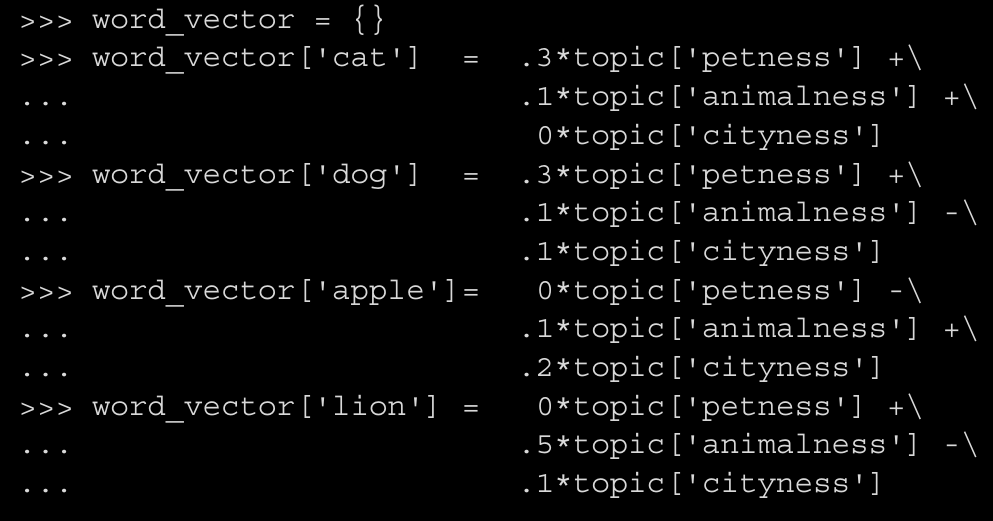 >>> word_vector = {}
>>> word_vector['cat']  =  .3*topic['petness'] +\
...                        .1*topic['animalness'] +\
...                         0*topic['cityness']
>>> word_vector['dog']  =  .3*topic['petness'] +\
...                        .1*topic['animalness'] -\
...                        .1*topic['cityness']
>>> word_vector['apple']=   0*topic['petness'] -\
...                        .1*topic['animalness'] +\
...                        .2*topic['cityness']
>>> word_vector['lion'] =   0*topic['petness'] +\
...                        .5*topic['animalness'] -\
...                        .1*topic['cityness']